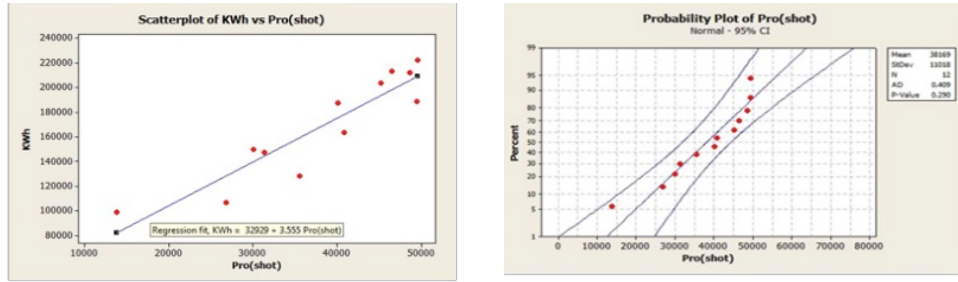 Scatterplot of KWh vs Pro(shot)
240000
220000
200000
180000
160000
140000
120000
100000
80000
KWh
Regression fit, KWh = 32929 + 3.555 Pro(shot)
10000 20000 30000 40000 50000
Pro(shot)
Probability Plot of Pro(shot)
Normal - 95% CI
99
95
90
80
70
60
50
40
30
20
10
5
1
Percent
0 10000 20000 30000 40000 50000 60000 70000 80000
Pro(shot)
Mean 38169
StDev 11018
N 12
AD 0.409
P-Value 0.290